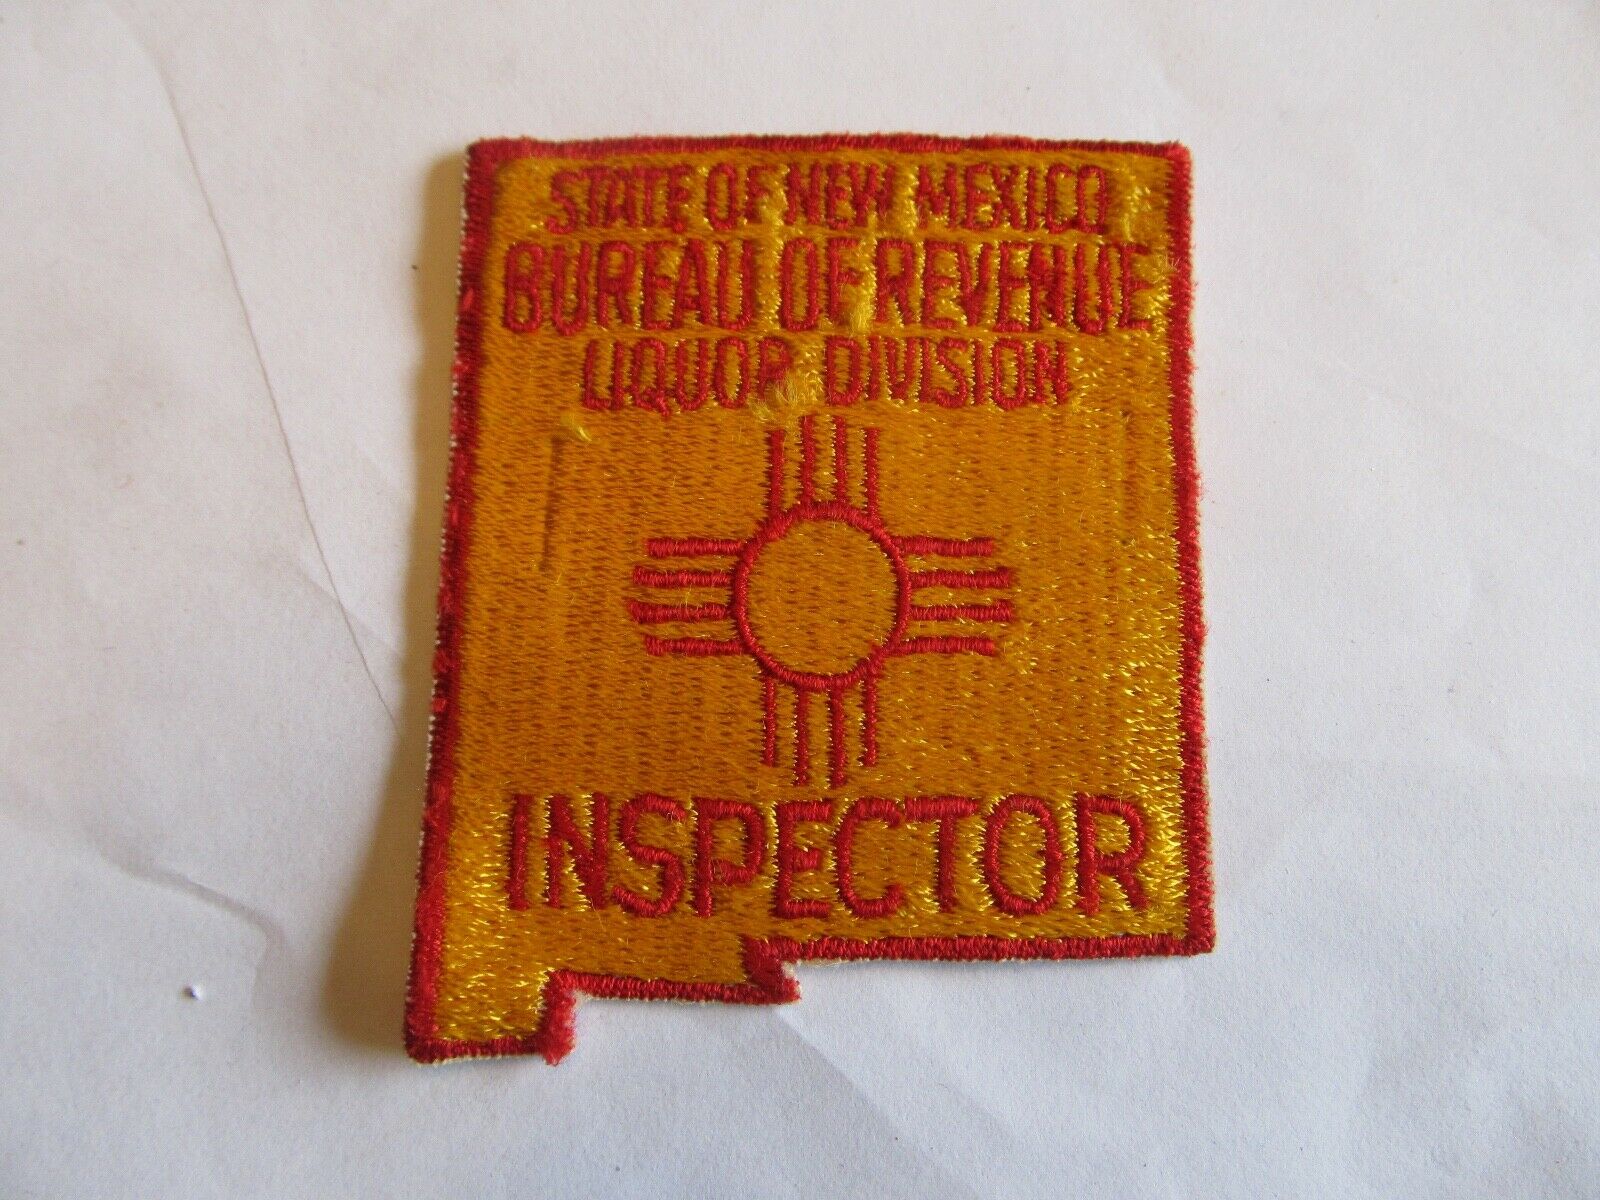 STATE OF NEW MEXICO
BUREAU OF REVENUE
LIQUOR DIVISION
INSPECTOR